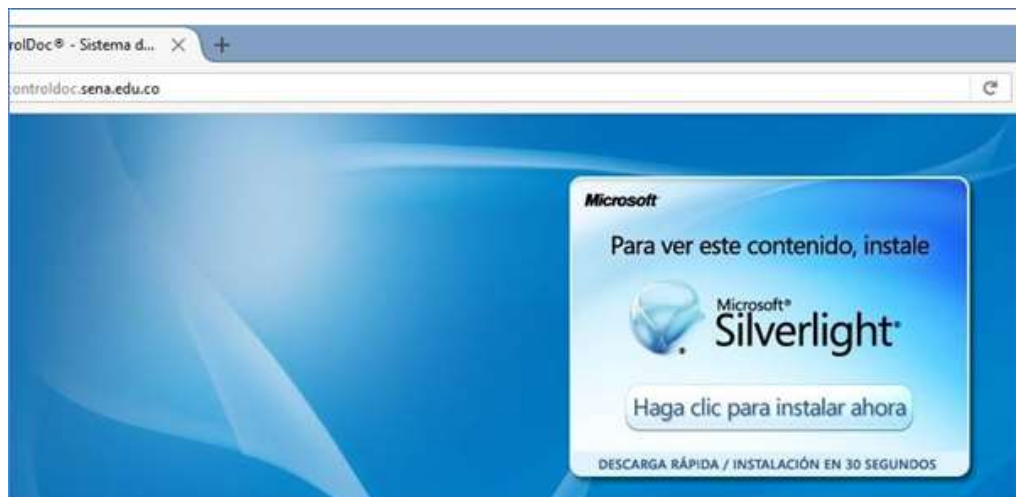 rolDoc® - Sistema d...
controldoc.sena.edu.co
Microsoft
Para ver este contenido, instale
Microsoft®
Silverlight®
Haga clic para instalar ahora
DESCARGA RÁPIDA / INSTALACIÓN EN 30 SEGUNDOS